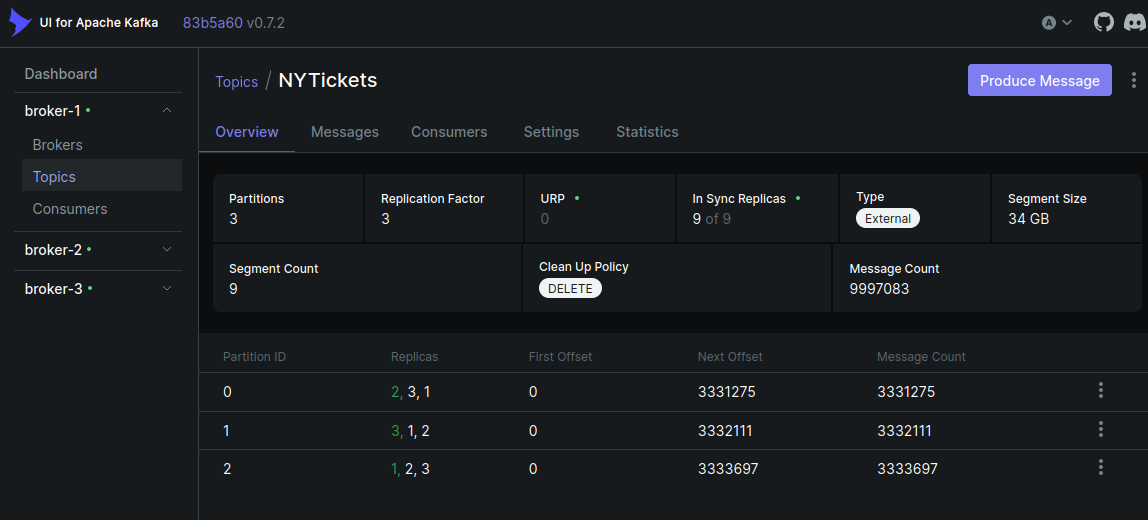 UI for Apache Kafka 83b5a60 v0.7.2 A
Dashboard
broker-1
Brokers
Topics
Consumers
broker-2
broker-3
Topics / NYTickets
Produce Message
Overview Messages Consumers Settings Statistics
Partitions Replication Factor URP In Sync Replicas Type Segment Size
3 3 0 9 of 9 External 34 GB
Segment Count Clean Up Policy Message Count
9 DELETE 9997083
Partition ID Replicas First Offset Next Offset Message Count
0 2, 3, 1 0 3331275 3331275
1 3, 1, 2 0 3332111 3332111
2 1, 2, 3 0 3333697 3333697